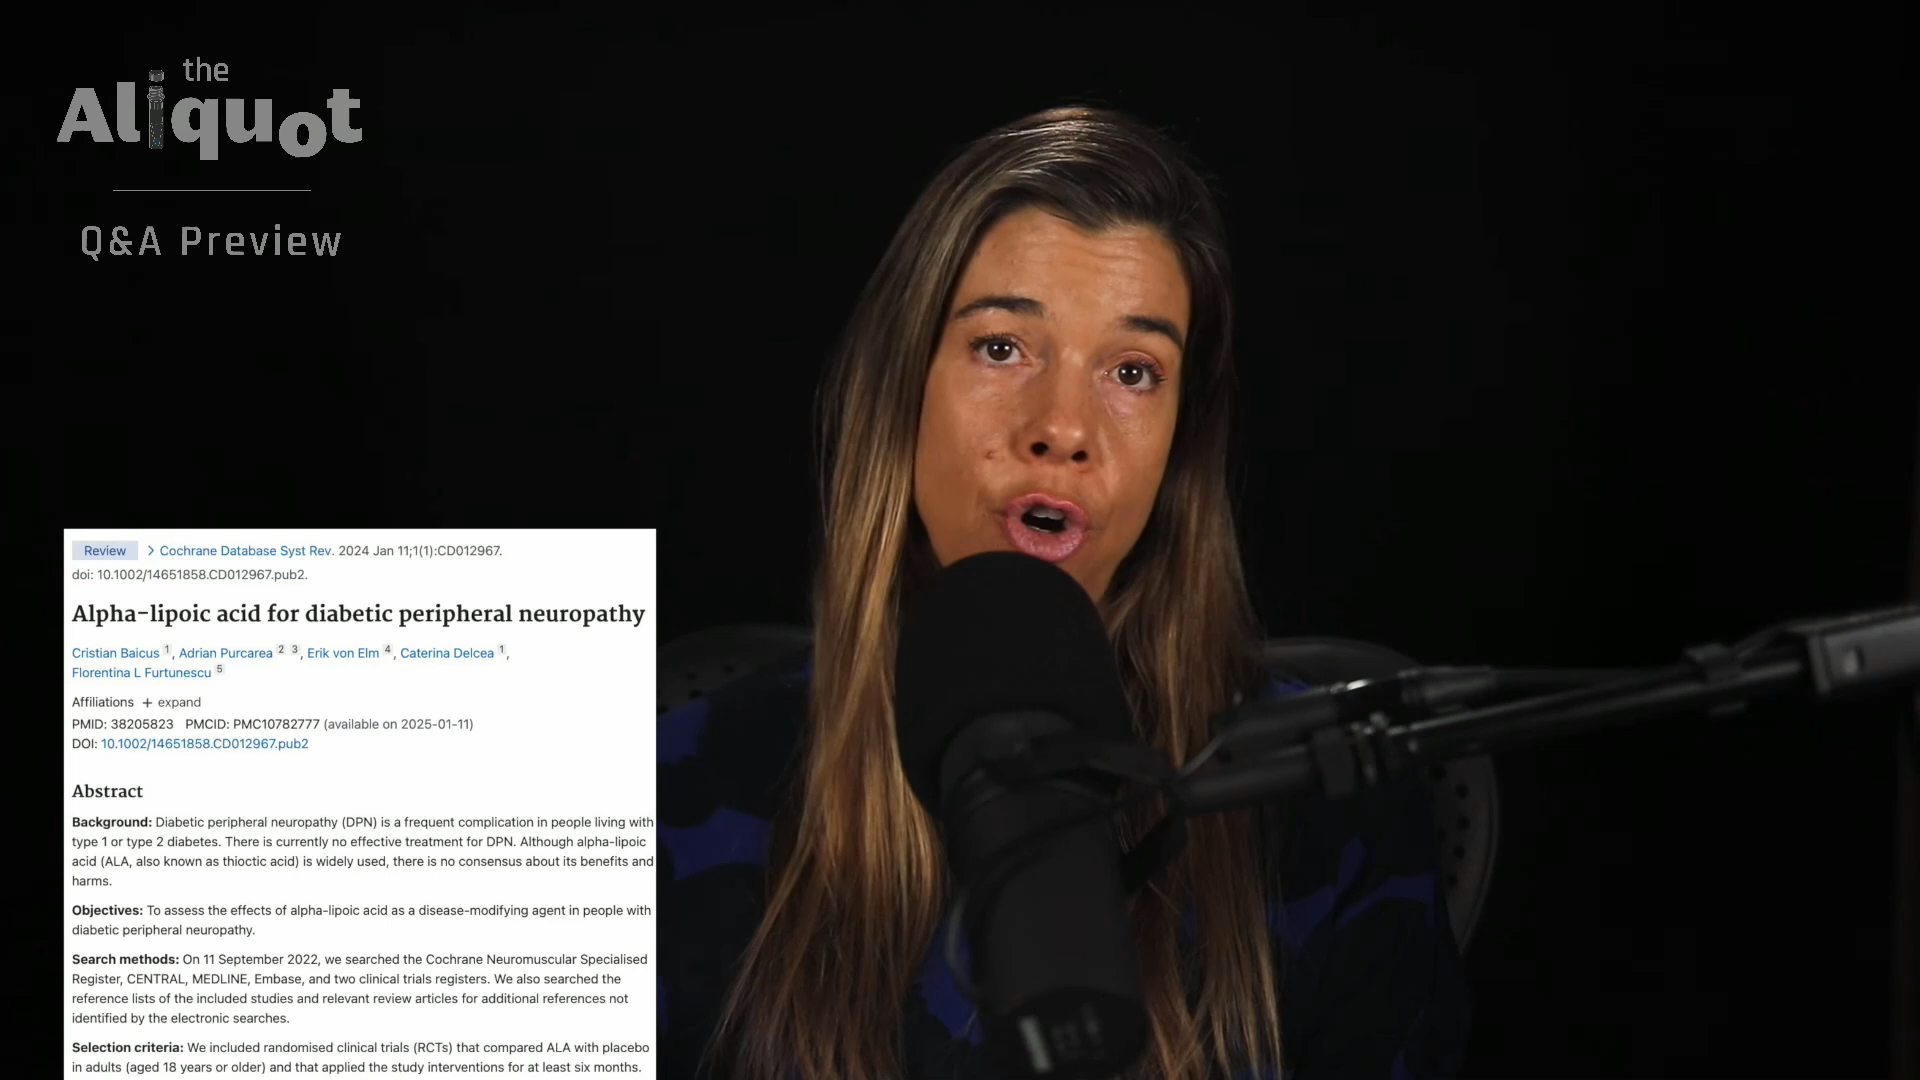 the
Aliquot
Q&A Preview
Review > Cochrane Database Syst Rev. 2024 Jan 11;1(1):CD012967.
doi: 10.1002/14651858.CD012967.pub2.
Alpha-lipoic acid for diabetic peripheral neuropathy
Cristian Baicus 1, Adrian Purcarea 2 3, Erik von Elm 4, Caterina Delcea 1,
Florentina L Furtunescu 5
Affiliations + expand
PMID: 38205823 PMCID: PMC10782777 (available on 2025-01-11)
DOI: 10.1002/14651858.CD012967.pub2
Abstract
Background: Diabetic peripheral neuropathy (DPN) is a frequent complication in people living with
type 1 or type 2 diabetes. There is currently no effective treatment for DPN. Although alpha-lipoic
acid (ALA, also known as thioctic acid) is widely used, there is no consensus about its benefits and
harms.
Objectives: To assess the effects of alpha-lipoic acid as a disease-modifying agent in people with
diabetic peripheral neuropathy.
Search methods: On 11 September 2022, we searched the Cochrane Neuromuscular Specialised
Register, CENTRAL, MEDLINE, Embase, and two clinical trials registers. We also searched the
reference lists of the included studies and relevant review articles for additional references not
identified by the electronic searches.
Selection criteria: We included randomised clinical trials (RCTs) that compared ALA with placebo
in adults (aged 18 years or older) and that applied the study interventions for at least six months.